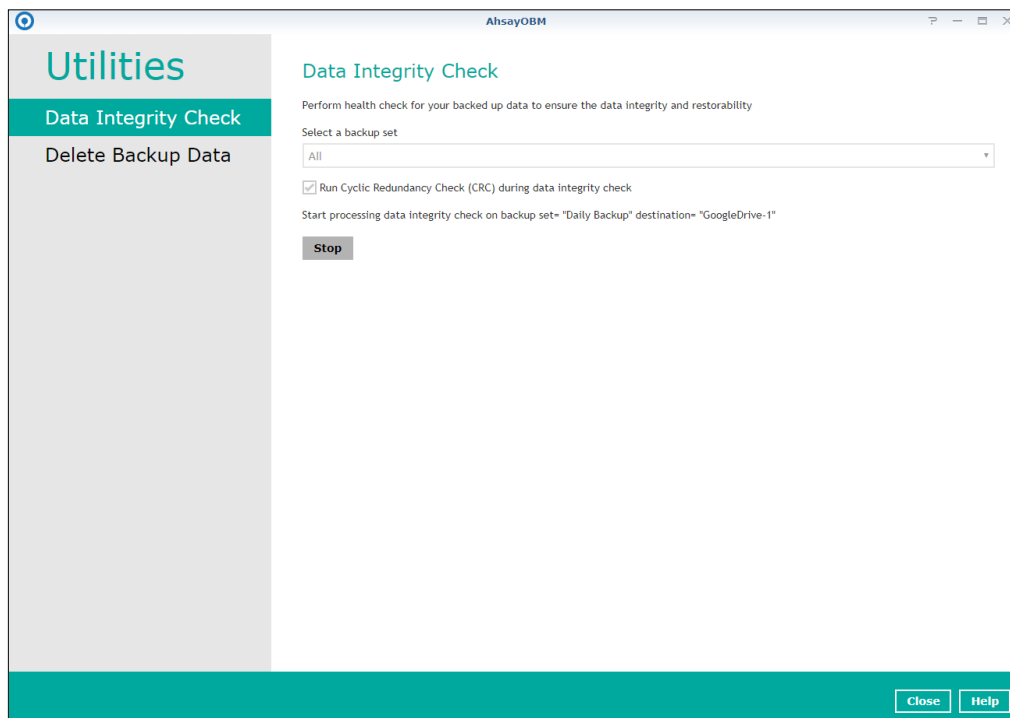 AhsayOBM
Utilities
Data Integrity Check
Delete Backup Data
Data Integrity Check
Perform health check for your backed up data to ensure the data integrity and restorability
Select a backup set
All
Run Cyclic Redundancy Check (CRC) during data integrity check
Start processing data integrity check on backup set= "Daily Backup" destination= "GoogleDrive-1"
Stop
Close Help